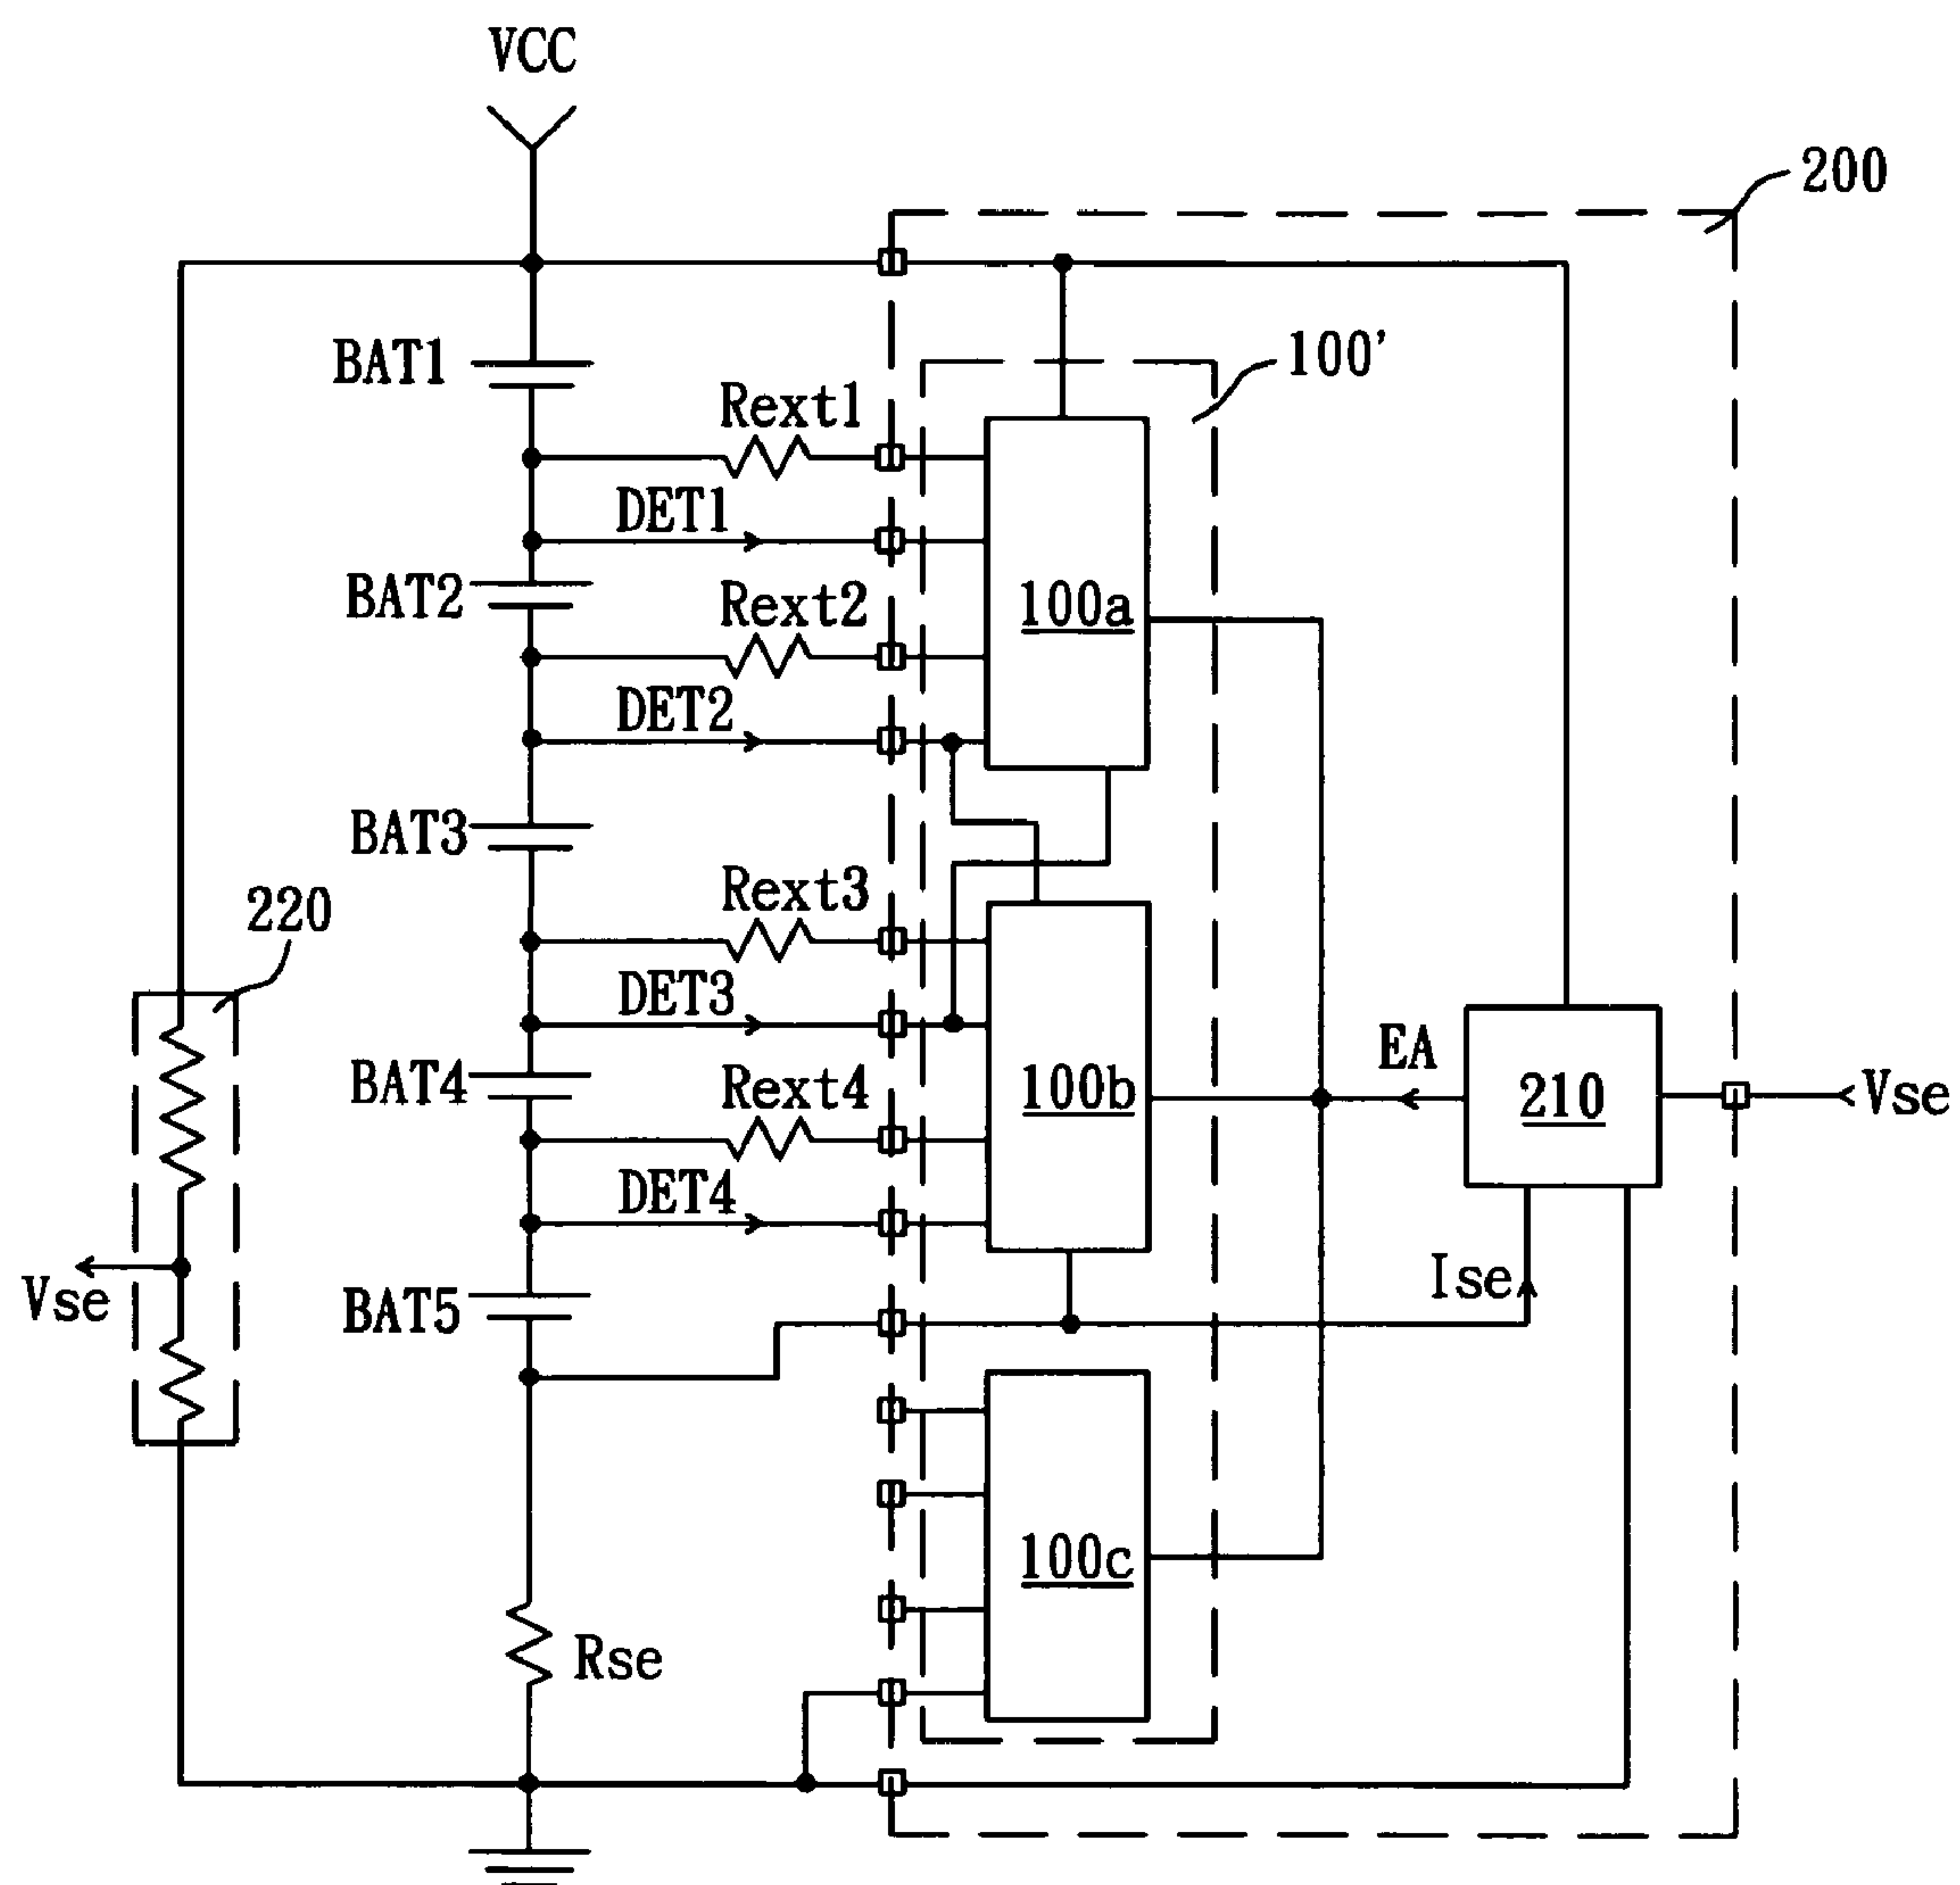 VCC
200
BAT1
100'
Rext1
DET1
BAT2
Rext2
100a
DET2
BAT3
Rext3
220
DET3
EA
BAT4
Rext4
100b
210
Vse
DET4
Vse
BAT5
Ise
100c
Rse